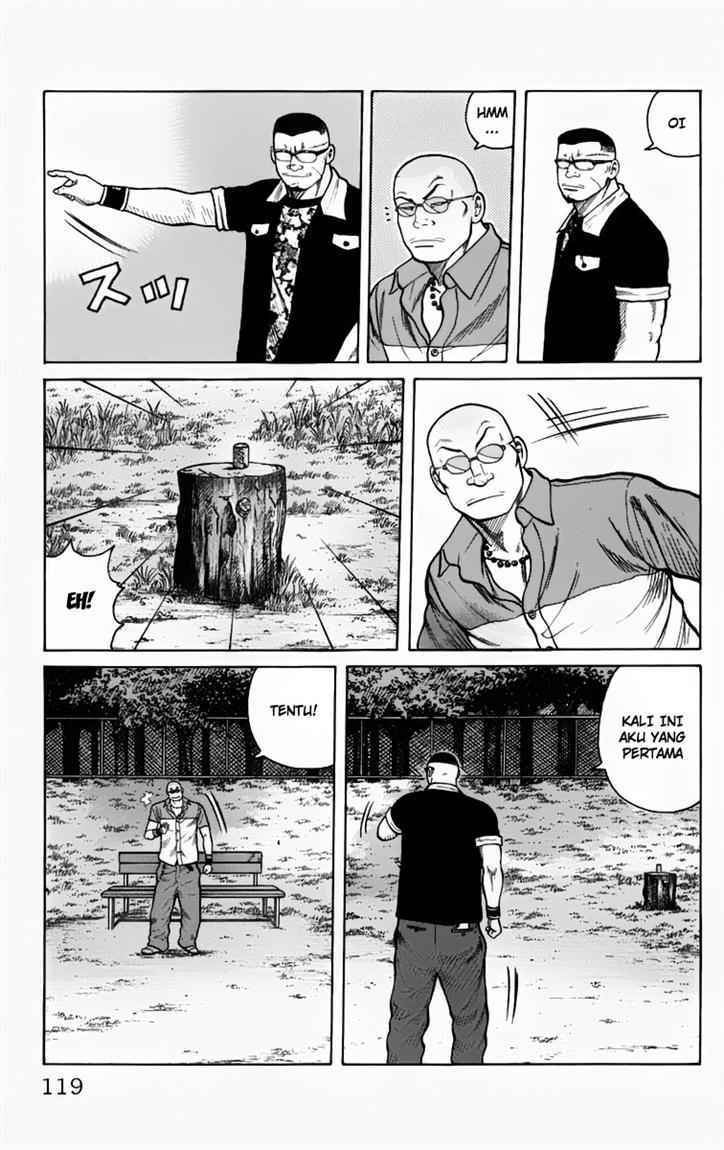 OI
HMM
...
スッ
EH!
KALI INI
AKU YANG
PERTAMA
TENTU!
119